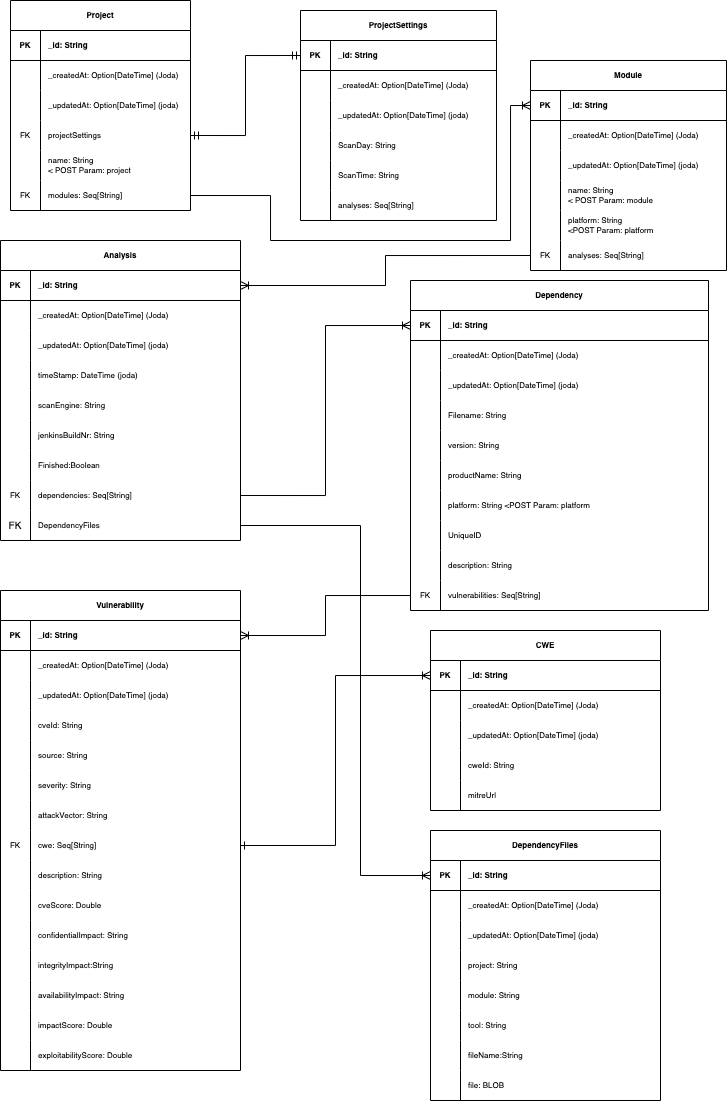 Project
PK _id: String
_createdAt: Option[DateTime] (Joda)
_updatedAt: Option[DateTime] (joda)
FK projectSettings
name: String
< POST Param: project
FK modules: Seq[String]
ProjectSettings
PK _id: String
_createdAt: Option[DateTime] (Joda)
_updatedAt: Option[DateTime] (joda)
ScanDay: String
ScanTime: String
analyses: Seq[String]
Module
PK _id: String
_createdAt: Option[DateTime] (Joda)
_updatedAt: Option[DateTime] (joda)
name: String
< POST Param: module
platform: String
<POST Param: platform
FK analyses: Seq[String]
Analysis
PK _id: String
_createdAt: Option[DateTime] (Joda)
_updatedAt: Option[DateTime] (joda)
timeStamp: DateTime (joda)
scanEngine: String
jenkinsBuildNr: String
Finished:Boolean
FK dependencies: Seq[String]
FK DependencyFiles
Dependency
PK _id: String
_createdAt: Option[DateTime] (Joda)
_updatedAt: Option[DateTime] (joda)
Filename: String
version: String
productName: String
platform: String <POST Param: platform
UniqueID
description: String
FK vulnerabilities: Seq[String]
Vulnerability
PK _id: String
_createdAt: Option[DateTime] (Joda)
_updatedAt: Option[DateTime] (joda)
cveId: String
source: String
severity: String
attackVector: String
FK cwe: Seq[String]
description: String
cveScore: Double
confidentialImpact: String
integrityImpact:String
availabilityImpact: String
impactScore: Double
exploitabilityScore: Double
CWE
PK _id: String
_createdAt: Option[DateTime] (Joda)
_updatedAt: Option[DateTime] (joda)
cweId: String
mitreUrl
DependencyFiles
PK _id: String
_createdAt: Option[DateTime] (Joda)
_updatedAt: Option[DateTime] (joda)
project: String
module: String
tool: String
fileName:String
file: BLOB